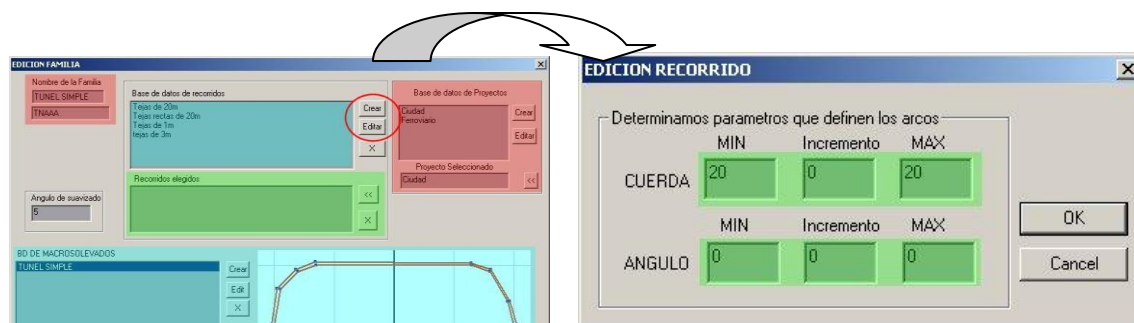 EDICION FAMILIA
Nombre de la Familia
TUNEL SIMPLE
TNAAA
Base de datos de recorridos
Tejas de 20m
Tejas rectas de 20m
Tejas de 1m
tejas de 3m
Crear
Editar
X
Base de datos de Proyectos
Ciudad
Ferroviario
Crear
Editar
Proyecto Seleccionado
Ciudad
<<
Recorridos elegidos
<<
X
Angulo de suavizado
5
BD DE MACROSOLEVADOS
TUNEL SIMPLE
Crear
Edit
X
EDICION RECORRIDO
Determinamos parametros que definen los arcos
MIN Incremento MAX
CUERDA 20 0 20
MIN Incremento MAX
ANGULO 0 0 0
OK
Cancel